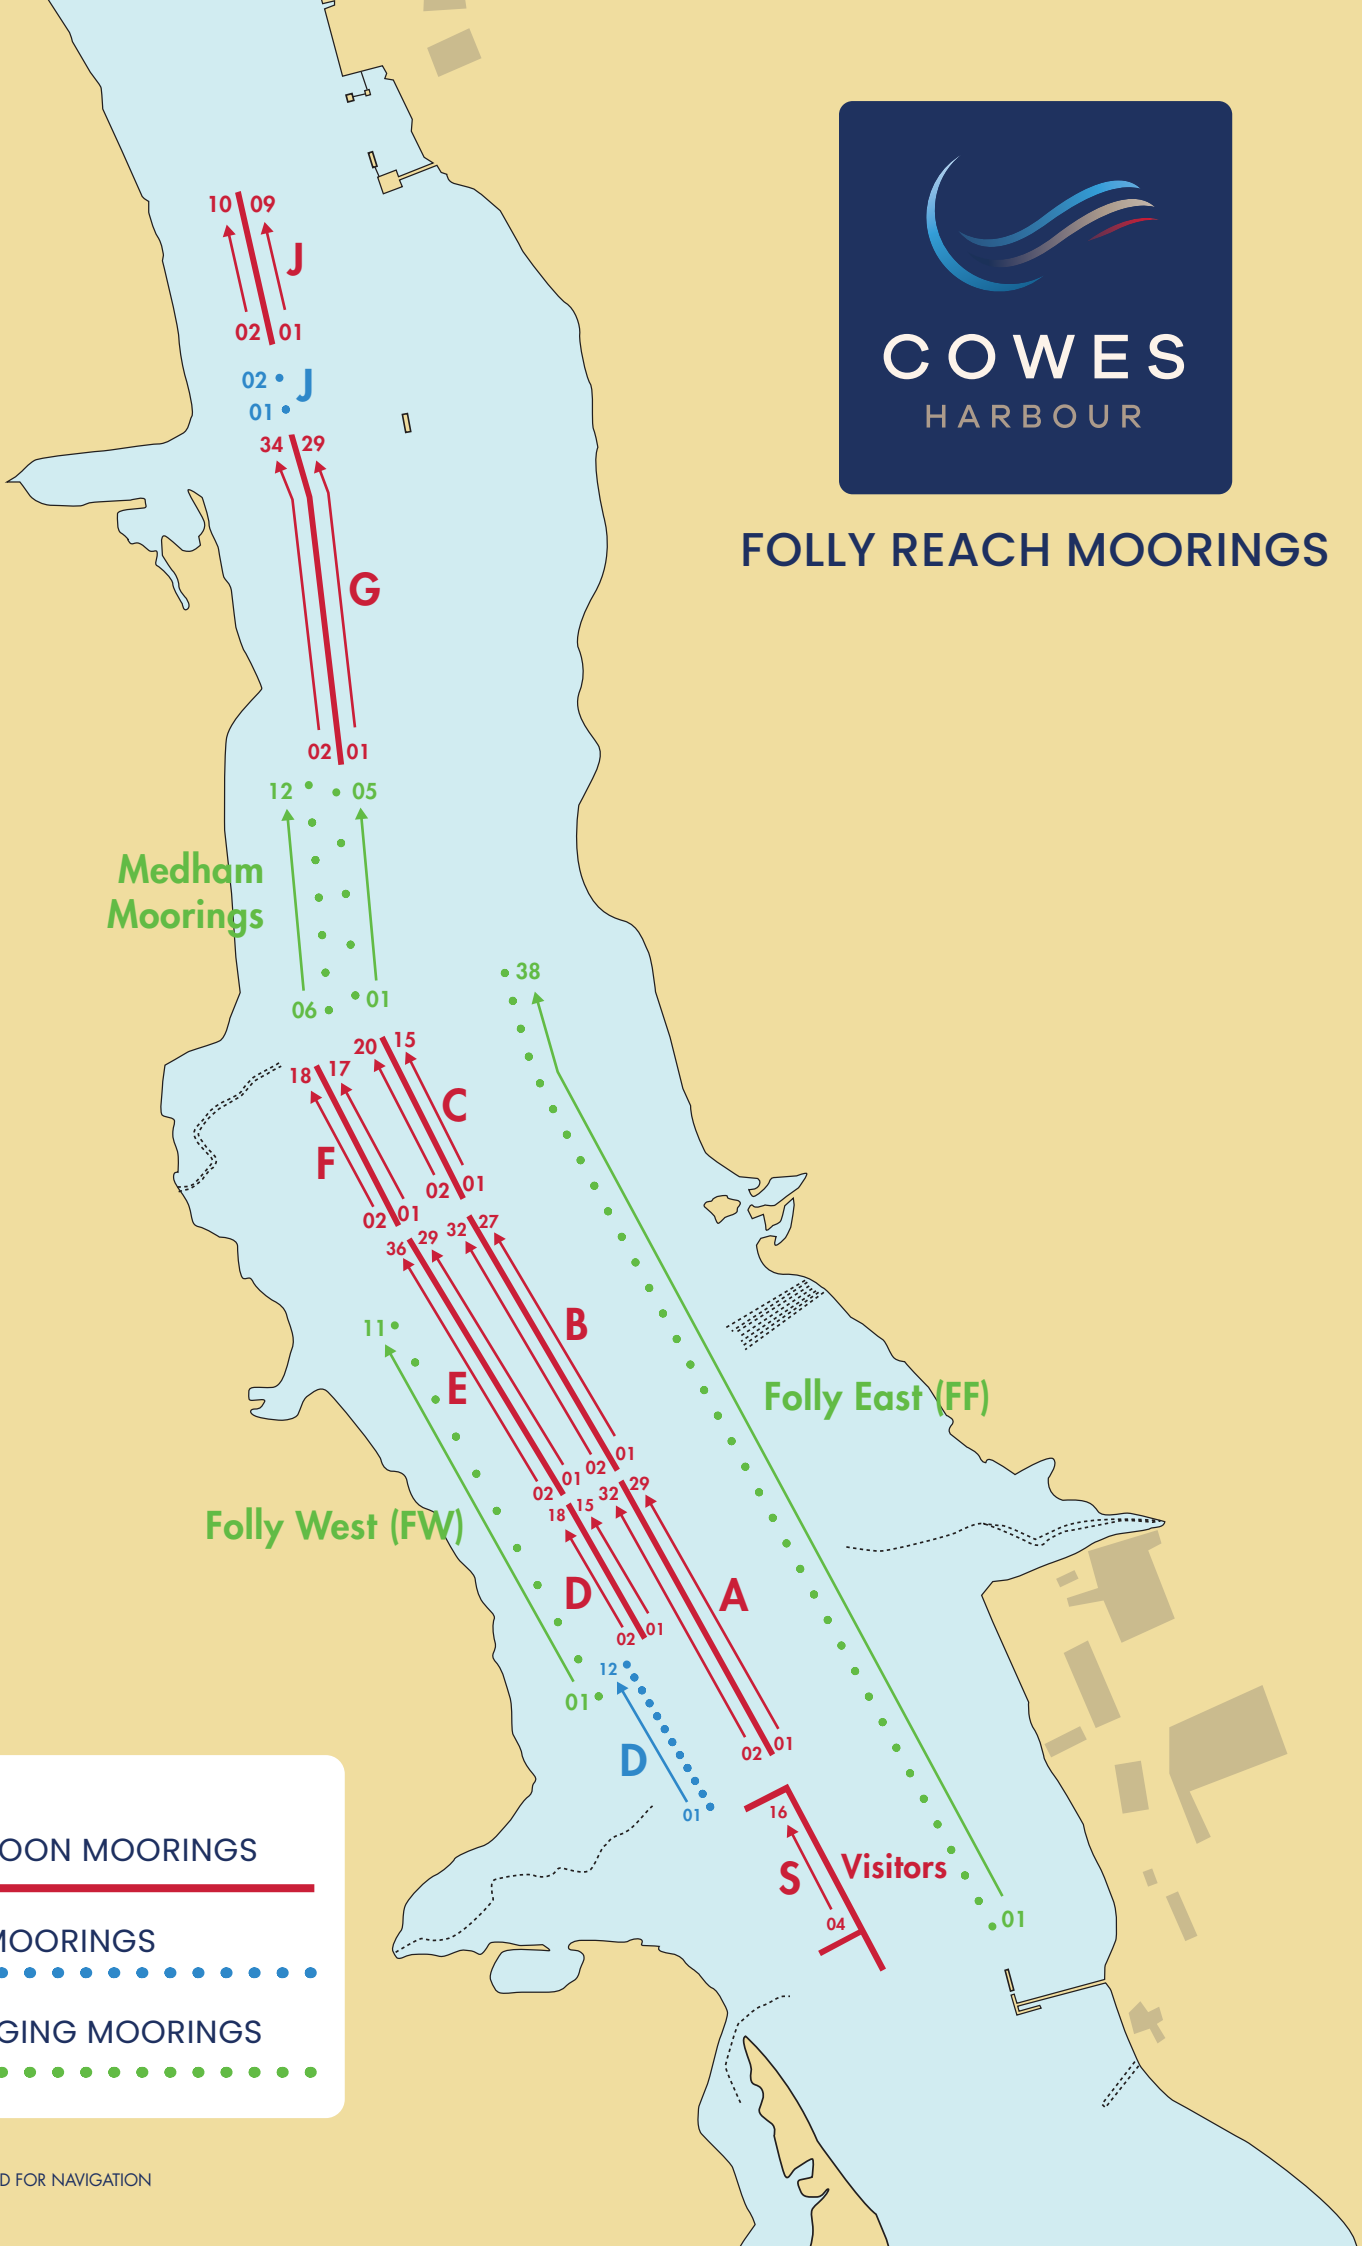 COWES
HARBOUR
FOLLY REACH MOORINGS
10 09
J
02 01
02 J
01
34 29
G
02 01
12 05
Medham
Moorings
06 01
38
20 15
18 17
C
F
02 01
02 01
36 29 32 27
11
B
E
Folly East (FF)
01
02
01
02
29
32
15
18
Folly West (FW)
D
A
01
02
12
01
01
02
D
01
16
S Visitors
04
01
OON MOORINGS
MOORINGS
GING MOORINGS
D FOR NAVIGATION